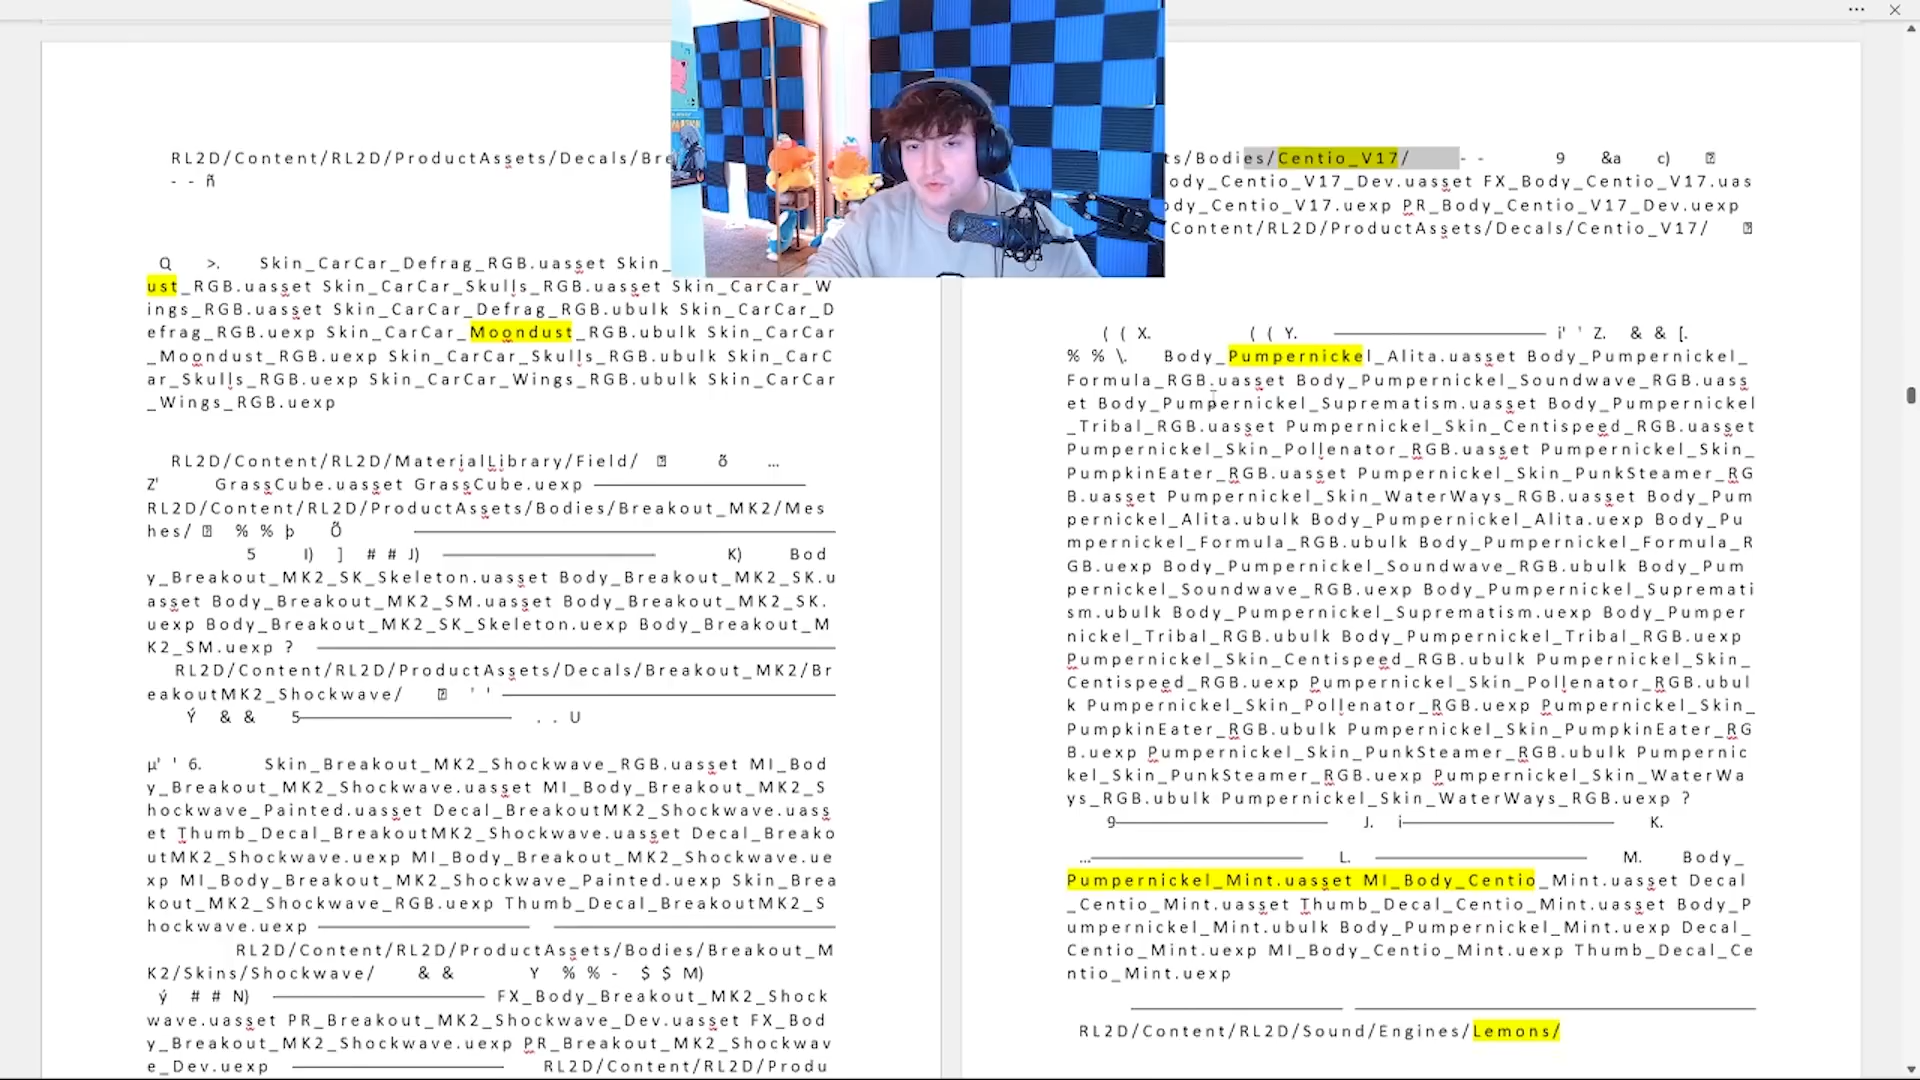 RL2D/Content/RL2D/ProductAssets/Decals/Bre
- - ñ
Q >. Skin_CarCar_Defrag_RGB.uasset Skin_
ust_RGB.uasset Skin_CarCar_Skulls_RGB.uasset Skin_CarCar_W
ings_RGB.uasset Skin_CarCar_Defrag_RGB.ubulk Skin_CarCar_D
efrag_RGB.uexp Skin_CarCar_Moondust_RGB.ubulk Skin_CarCar
_Moondust_RGB.uexp Skin_CarCar_Skulls_RGB.ubulk Skin_CarC
ar_Skulls_RGB.uexp Skin_CarCar_Wings_RGB.ubulk Skin_CarCar
_Wings_RGB.uexp
RL2D/Content/RL2D/MaterialLibrary/Field/ õ ...
Z' GrassCube.uasset GrassCube.uexp
RL2D/Content/RL2D/ProductAssets/Bodies/Breakout_MK2/Mes
hes/ % % þ Õ
5 I) ] # # J) K) Bod
y_Breakout_MK2_SK_Skeleton.uasset Body_Breakout_MK2_SK.u
asset Body_Breakout_MK2_SM.uasset Body_Breakout_MK2_SK.
uexp Body_Breakout_MK2_SK_Skeleton.uexp Body_Breakout_M
K2_SM.uexp ?
RL2D/Content/RL2D/ProductAssets/Decals/Breakout_MK2/Br
eakoutMK2_Shockwave/ ' '
Ý & & 5 . . U
µ' ' 6. Skin_Breakout_MK2_Shockwave_RGB.uasset MI_Bod
y_Breakout_MK2_Shockwave.uasset MI_Body_Breakout_MK2_S
hockwave_Painted.uasset Decal_BreakoutMK2_Shockwave.uass
et Thumb_Decal_BreakoutMK2_Shockwave.uasset Decal_Breako
utMK2_Shockwave.uexp MI_Body_Breakout_MK2_Shockwave.ue
xp MI_Body_Breakout_MK2_Shockwave_Painted.uexp Skin_Brea
kout_MK2_Shockwave_RGB.uexp Thumb_Decal_BreakoutMK2_S
hockwave.uexp
RL2D/Content/RL2D/ProductAssets/Bodies/Breakout_M
K2/Skins/Shockwave/ & & Y % % - $ $ M)
ý # # N) FX_Body_Breakout_MK2_Shock
wave.uasset PR_Breakout_MK2_Shockwave_Dev.uasset FX_Bod
y_Breakout_MK2_Shockwave.uexp PR_Breakout_MK2_Shockwav
e_Dev.uexp RL2D/Content/RL2D/Produ
ts/Bodies/Centio_V17/ - - 9 &a c)
ody_Centio_V17_Dev.uasset FX_Body_Centio_V17.uas
dy_Centio_V17.uexp PR_Body_Centio_V17_Dev.uexp
Content/RL2D/ProductAssets/Decals/Centio_V17/
( ( X. ( ( Y. i' ' Z. & & [.
% % \. Body_Pumpernickel_Alita.uasset Body_Pumpernickel_
Formula_RGB.uasset Body_Pumpernickel_Soundwave_RGB.uass
et Body_Pumpernickel_Suprematism.uasset Body_Pumpernickel
_Tribal_RGB.uasset Pumpernickel_Skin_Centispeed_RGB.uasset
Pumpernickel_Skin_Pollenator_RGB.uasset Pumpernickel_Skin_
PumpkinEater_RGB.uasset Pumpernickel_Skin_PunkSteamer_RG
B.uasset Pumpernickel_Skin_WaterWays_RGB.uasset Body_Pum
pernickel_Alita.ubulk Body_Pumpernickel_Alita.uexp Body_Pu
mpernickel_Formula_RGB.ubulk Body_Pumpernickel_Formula_R
GB.uexp Body_Pumpernickel_Soundwave_RGB.ubulk Body_Pum
pernickel_Soundwave_RGB.uexp Body_Pumpernickel_Supremati
sm.ubulk Body_Pumpernickel_Suprematism.uexp Body_Pumper
nickel_Tribal_RGB.ubulk Body_Pumpernickel_Tribal_RGB.uexp
Pumpernickel_Skin_Centispeed_RGB.ubulk Pumpernickel_Skin_
Centispeed_RGB.uexp Pumpernickel_Skin_Pollenator_RGB.ubul
k Pumpernickel_Skin_Pollenator_RGB.uexp Pumpernickel_Skin_
PumpkinEater_RGB.ubulk Pumpernickel_Skin_PumpkinEater_RG
B.uexp Pumpernickel_Skin_PunkSteamer_RGB.ubulk Pumpernic
kel_Skin_PunkSteamer_RGB.uexp Pumpernickel_Skin_WaterWa
ys_RGB.ubulk Pumpernickel_Skin_WaterWays_RGB.uexp ?
9 J. i K.
... L. M. Body_
Pumpernickel_Mint.uasset MI_Body_Centio_Mint.uasset Decal
_Centio_Mint.uasset Thumb_Decal_Centio_Mint.uasset Body_P
umpernickel_Mint.ubulk Body_Pumpernickel_Mint.uexp Decal_
Centio_Mint.uexp MI_Body_Centio_Mint.uexp Thumb_Decal_Ce
ntio_Mint.uexp
RL2D/Content/RL2D/Sound/Engines/Lemons/